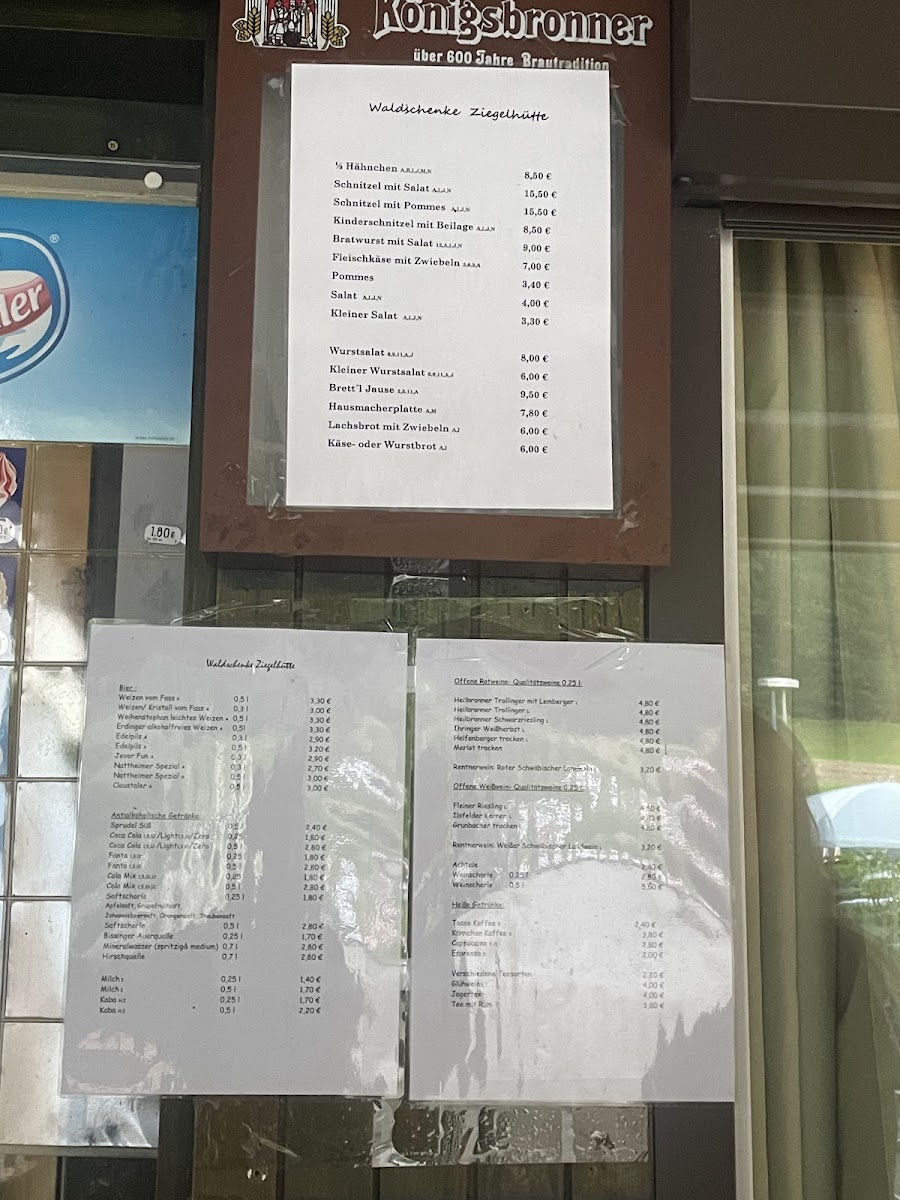 Königsbronner
über 600 Jahre Brautradition
Waldschenke Ziegelhütte
½ Hähnchen 8,50 €
Schnitzel mit Salat A,I,J,N 15,50 €
Schnitzel mit Pommes A,I,J,N 15,50 €
Kinderschnitzel mit Beilage A,I,J,N 8,50 €
Bratwurst mit Salat 9,00 €
Fleischkäse mit Zwiebeln 7,00 €
Pommes 3,40 €
Salat A,I,J,N 4,00 €
Kleiner Salat A,I,J,N 3,30 €
Wurstsalat 8,00 €
Kleiner Wurstsalat 6,00 €
Brett´l Jause 9,50 €
Hausmacherplatte A,M 7,80 €
Lachsbrot mit Zwiebeln A,J 6,00 €
Käse- oder Wurstbrot A,J 6,00 €
ler
®
1.80€
Waldschenke Ziegelhütte
Bier:
Weizen vom Fass A 0,5 l 3,30 €
Weizen/ Kristall vom Fass A 0,3 l 3,00 €
Weihenstephan leichtes Weizen A 0,5 l 3,30 €
Erdinger alkoholfreies Weizen A 0,5l 3,30 €
Edelpils A 0,3 l 2,90 €
Edelpils A 0,5 l 3,20 €
Jever Fun A 0,3 l 2,90 €
Nattheimer Spezial A 0,3 l 2,70 €
Nattheimer Spezial A 0,5 l 3,00 €
Claustaler A 0,5 l 3,00 €
Antialkoholische Getränke:
Sprudel Süß 0,5 l 2,40 €
Coca Cola /Light /Zero 0,25 1,80 €
Coca Cola /Light /Zero 0,5 l 2,80 €
Fanta 0,25 l 1,80 €
Fanta 0,5 l 2,80 €
Cola Mix 0,25 1,80 €
Cola Mix 0,5 l 2,80 €
Saftschorle 0,25 l 1,80 €
Apfelsaft, Grapefruitsaft,
Johannisbeersaft, Orangensaft, Traubensaft
Saftschorle 0,5 l 2,80 €
Bissinger Auerquelle 0,25 l 1,70 €
Mineralwasser (spritzig& medium) 0,7 l 2,80 €
Hirschquelle 0,7 l 2,80 €
Milch 0,25 l 1,40 €
Milch 0,5 l 1,70 €
Kaba 0,25 l 1,70 €
Kaba 0,5 l 2,20 €
Offene Rotweine- Qualitätsweine 0.25 l:
Heilbronner Trollinger mit Lemberger L 4,80 €
Heilbronner Trollinger L 4,80 €
Heilbronner Schwarzriesling L 4,80 €
Ihringer Weißherbst L 4,80 €
Helfenberger trocken L 4,80 €
Merlot trocken 4,80 €
Rentnerwein Roter Schwäbischer Landwein 3,20 €
Offene Weißwein- Qualitätsweine 0.25 l:
Fleiner Riesling L 4,80 €
Ilsfelder Kerner L 4,80 €
Grunbacher trocken L 4,80 €
Rentnerwein Weißer Schwäbischer Landwein L 3,20 €
Achtele 2,40 €
Weinschorle 0,25 l 2,80 €
Weinschorle 0,5 l
Heiße Getränke:
Tasse Kaffee 2,40 €
Kännchen Kaffee 3,80 €
Cappuccino 2,80 €
Espresso 2,00 €
Verschiedene Teesorten 2,20 €
Glühwein L 4,00 €
Jagertee 4,00 €
Tee mit Rum 3,80 €